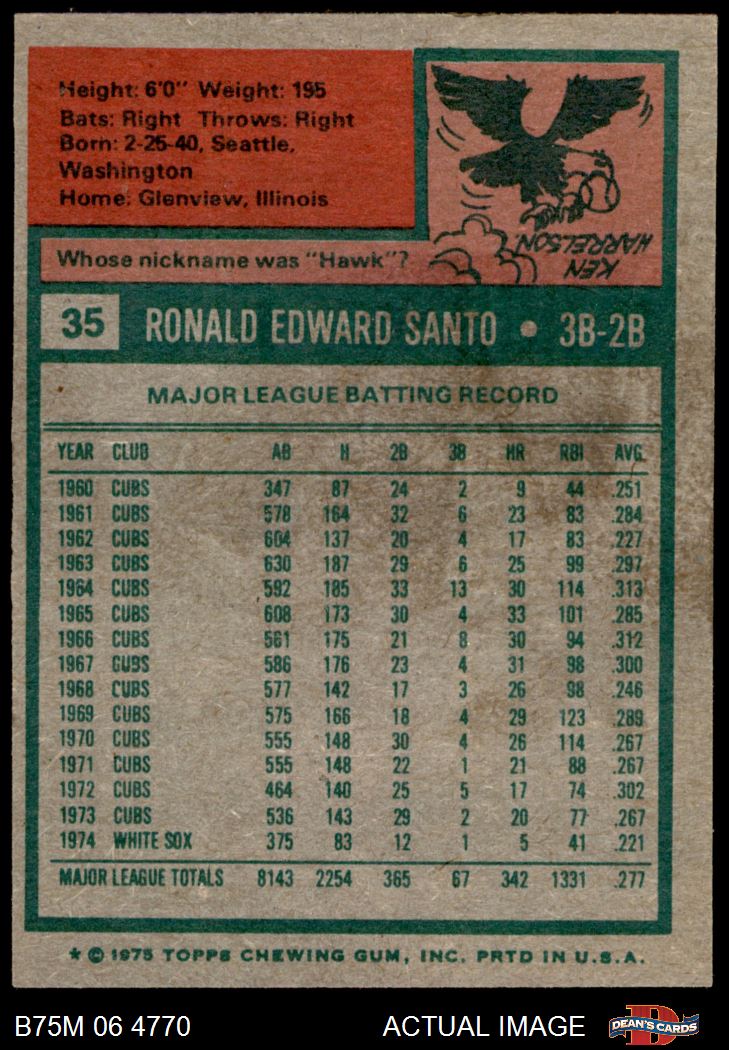 Height: 6'0" Weight: 195
Bats: Right Throws: Right
Born: 2-25-40, Seattle,
Washington
Home: Glenview, Illinois
KEN
HARRELSON
Whose nickname was "Hawk"?
35 RONALD EDWARD SANTO • 3B-2B
MAJOR LEAGUE BATTING RECORD
YEAR CLUB AB H 2B 3B HR RBI AVG.
1960 CUBS 347 87 24 2 9 44 .251
1961 CUBS 578 164 32 6 23 83 .284
1962 CUBS 604 137 20 4 17 83 .227
1963 CUBS 630 187 29 6 25 99 .297
1964 CUBS 592 185 33 13 30 114 .313
1965 CUBS 608 173 30 4 33 101 .285
1966 CUBS 561 175 21 8 30 94 .312
1967 CUBS 586 176 23 4 31 98 .300
1968 CUBS 577 142 17 3 26 98 .246
1969 CUBS 575 166 18 4 29 123 .289
1970 CUBS 555 148 30 4 26 114 .267
1971 CUBS 555 148 22 1 21 88 .267
1972 CUBS 464 140 25 5 17 74 .302
1973 CUBS 536 143 29 2 20 77 .267
1974 WHITE SOX 375 83 12 1 5 41 .221
MAJOR LEAGUE TOTALS 8143 2254 365 67 342 1331 .277
★ © 1975 TOPPS CHEWING GUM, INC. PRTD IN U.S.A.
B75M 06 4770 ACTUAL IMAGE DEAN'S CARDS